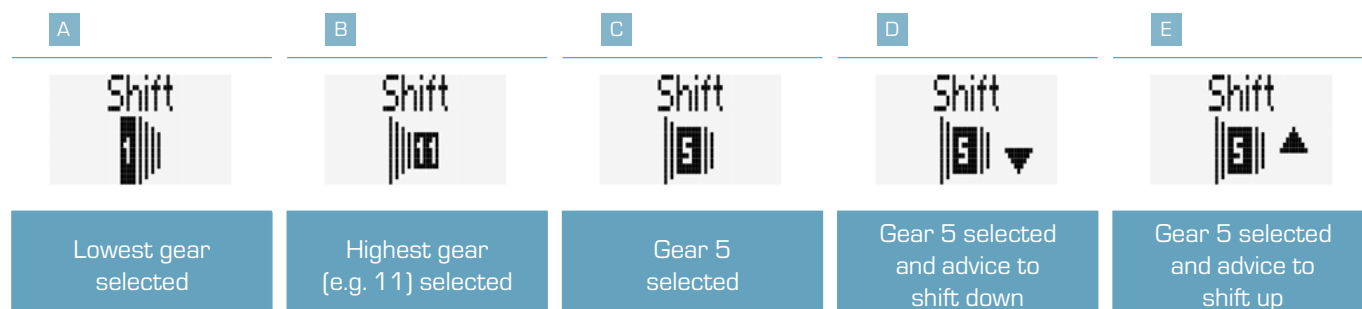 A
B
C
D
E
Shift
1
Shift
11
Shift
5
Shift
5
Shift
5
Lowest gear
selected
Highest gear
(e.g. 11) selected
Gear 5
selected
Gear 5 selected
and advice to
shift down
Gear 5 selected
and advice to
shift up